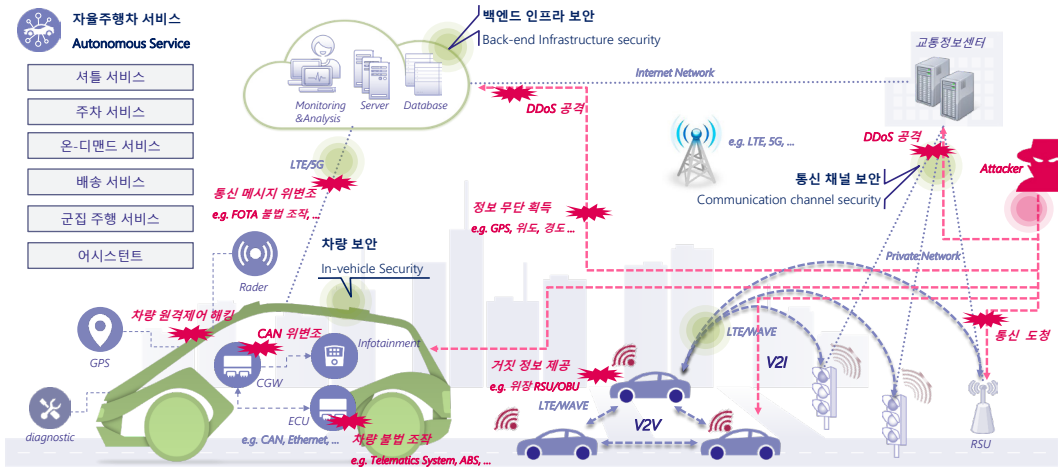 자율주행차 서비스
Autonomous Service
셔틀 서비스
주차 서비스
온-디맨드 서비스
배송 서비스
군집 주행 서비스
어시스턴트
백엔드 인프라 보안
Back-end Infrastructure security
Monitoring
&Analysis
Server
Database
Internet Network
교통정보센터
DDoS 공격
e.g. LTE, 5G, ...
DDoS 공격
Attacker
통신 채널 보안
Communication channel security
LTE/5G
통신 메시지 위변조
e.g. FOTA 불법 조작, ...
정보 무단 획득
e.g. GPS, 위도, 경도 ...
차량 보안
In-vehicle Security
Private Network
Rader
차량 원격제어 해킹
CAN 위변조
Infotainment
GPS
CGW
ECU
e.g. CAN, Ethernet, ...
diagnostic
차량 불법 조작
e.g. Telematics System, ABS, ...
거짓 정보 제공
e.g. 위장 RSU/OBU
LTE/WAVE
LTE/WAVE
V2I
V2V
통신 도청
RSU